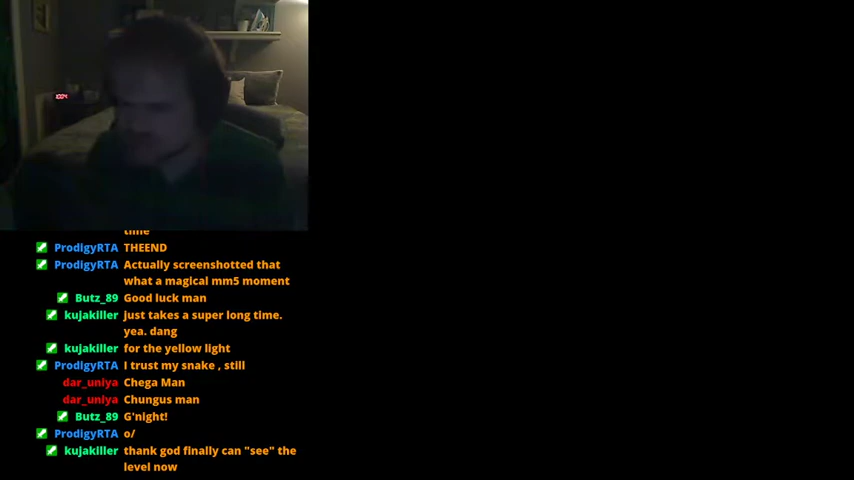 time
ProdigyRTA THEEND
ProdigyRTA Actually screenshotted that
what a magical mm5 moment
Butz_89 Good luck man
kujakiller just takes a super long time.
yea. dang
kujakiller for the yellow light
ProdigyRTA I trust my snake , still
dar_uniya Chega Man
dar_uniya Chungus man
Butz_89 G'night!
ProdigyRTA o/
kujakiller thank god finally can "see" the
level now